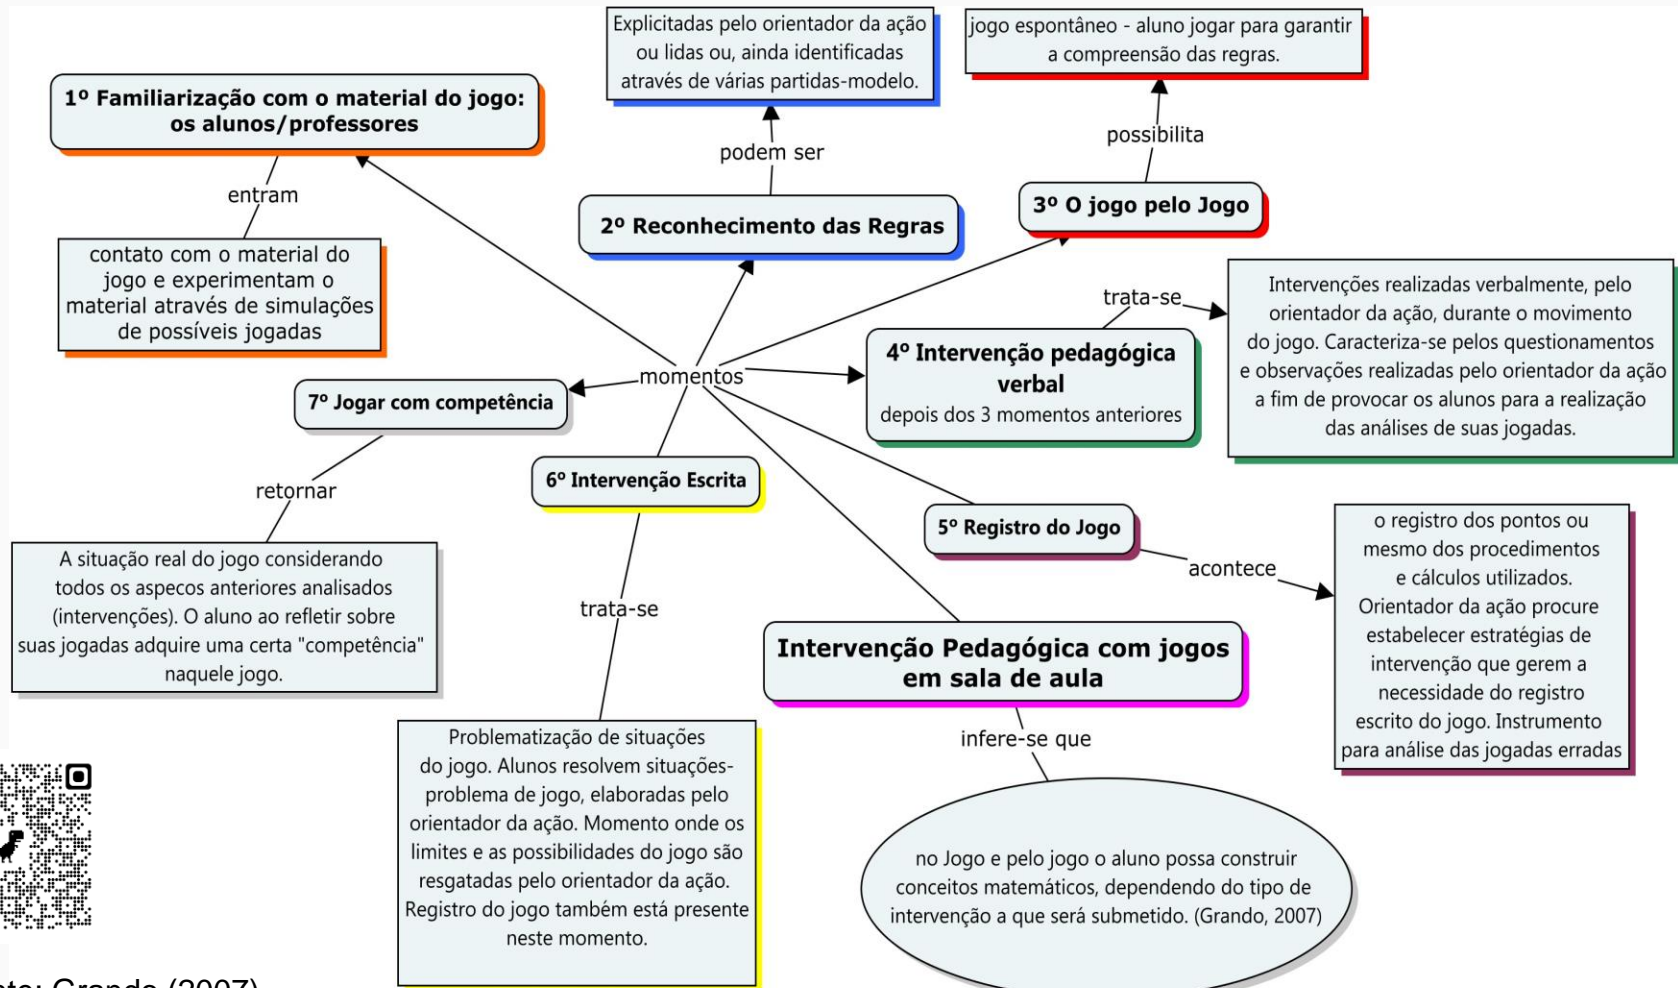 Explicitadas pelo orientador da ação
ou lidas ou, ainda identificadas
através de várias partidas-modelo.
jogo espontâneo - aluno jogar para garantir
a compreensão das regras.
1º Familiarização com o material do jogo:
os alunos/professores
podem ser
possibilita
entram
2º Reconhecimento das Regras
3º O jogo pelo Jogo
contato com o material do
jogo e experimentam o
material através de simulações
de possíveis jogadas
trata-se
Intervenções realizadas verbalmente, pelo
orientador da ação, durante o movimento
do jogo. Caracteriza-se pelos questionamentos
e observações realizadas pelo orientador da ação
a fim de provocar os alunos para a realização
das análises de suas jogadas.
4º Intervenção pedagógica
verbal
depois dos 3 momentos anteriores
momentos
7º Jogar com competência
6º Intervenção Escrita
retornar
5º Registro do Jogo
A situação real do jogo considerando
todos os aspecos anteriores analisados
(intervenções). O aluno ao refletir sobre
suas jogadas adquire uma certa "competência"
naquele jogo.
acontece
o registro dos pontos ou
mesmo dos procedimentos
e cálculos utilizados.
Orientador da ação procure
estabelecer estratégias de
intervenção que gerem a
necessidade do registro
escrito do jogo. Instrumento
para análise das jogadas erradas
trata-se
Intervenção Pedagógica com jogos
em sala de aula
infere-se que
Problematização de situações
do jogo. Alunos resolvem situações-
problema de jogo, elaboradas pelo
orientador da ação. Momento onde os
limites e as possibilidades do jogo são
resgatadas pelo orientador da ação.
Registro do jogo também está presente
neste momento.
no Jogo e pelo jogo o aluno possa construir
conceitos matemáticos, dependendo do tipo de
intervenção a que será submetido. (Grando, 2007)
Grando (2007)